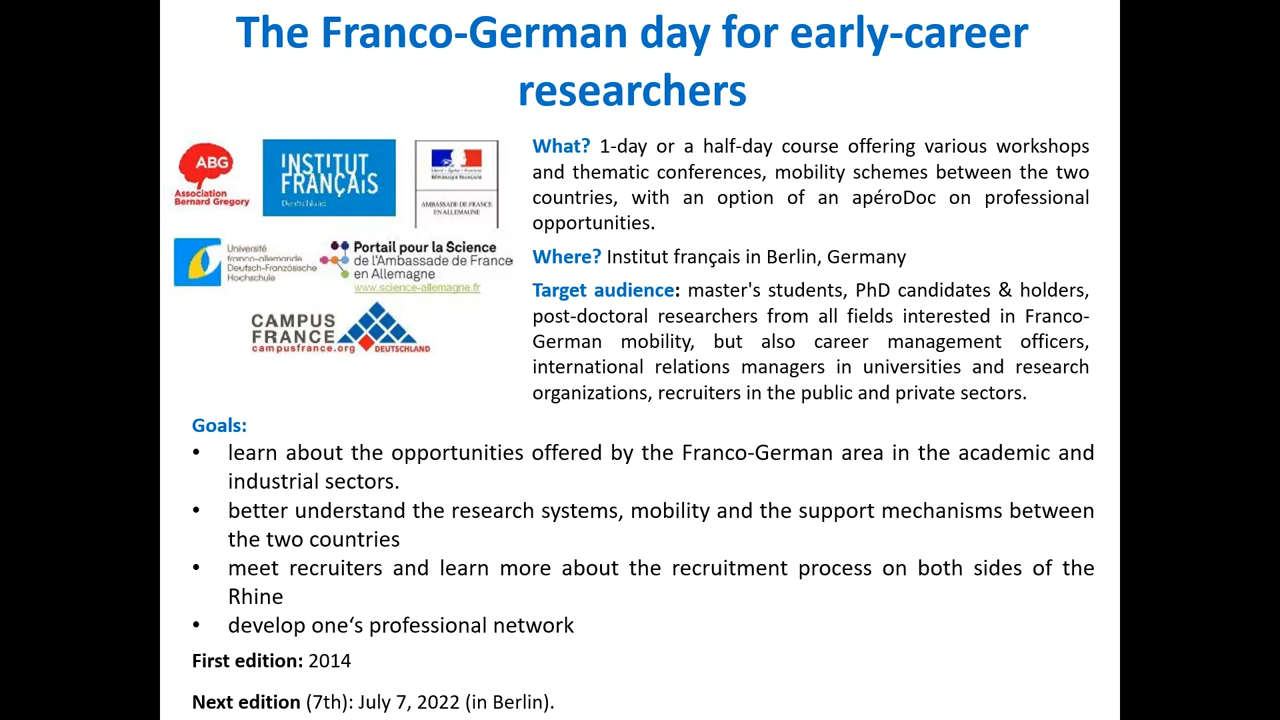 The Franco-German day for early-career
researchers
ABG
Association
Bernard Gregory
INSTITUT
FRANÇAIS
Deutschland
Liberté • Égalité • Fraternité
RÉPUBLIQUE FRANÇAISE
AMBASSADE DE FRANCE
EN ALLEMAGNE
Université
franco-allemande
Deutsch-Französische
Hochschule
Portail pour la Science
de l'Ambassade de France
en Allemagne
www.science-allemagne.fr
CAMPUS
FRANCE
campusfrance.org DEUTSCHLAND
What? 1-day or a half-day course offering various workshops
and thematic conferences, mobility schemes between the two
countries, with an option of an apéroDoc on professional
opportunities.
Where? Institut français in Berlin, Germany
Target audience: master's students, PhD candidates & holders,
post-doctoral researchers from all fields interested in Franco-
German mobility, but also career management officers,
international relations managers in universities and research
organizations, recruiters in the public and private sectors.
Goals:
• learn about the opportunities offered by the Franco-German area in the academic and
industrial sectors.
• better understand the research systems, mobility and the support mechanisms between
the two countries
• meet recruiters and learn more about the recruitment process on both sides of the
Rhine
• develop one‘s professional network
First edition: 2014
Next edition (7th): July 7, 2022 (in Berlin).